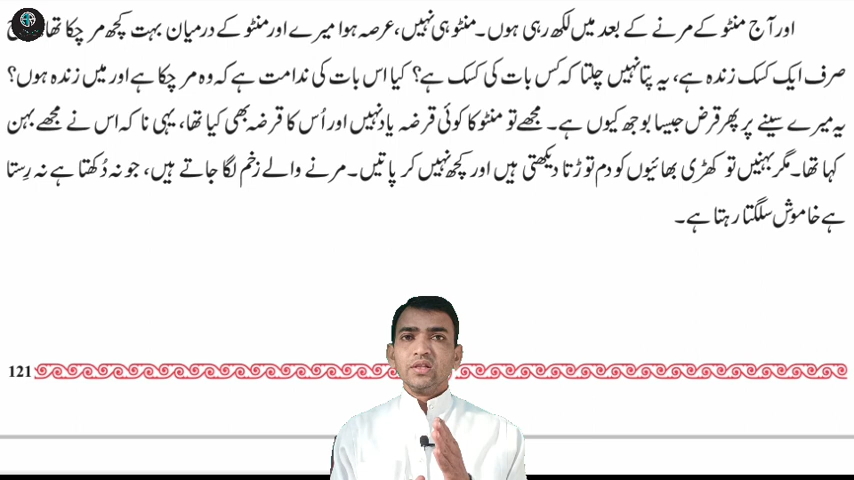 اور آج منٹو کے مرنے کے بعد میں لکھ رہی ہوں۔ منٹو ہی نہیں، عرصہ ہوا میرے اور منٹو کے درمیان بہت کچھ مر چکا تھا۔
صرف ایک کسک زندہ ہے، یہ پتا نہیں چلتا کہ کس بات کی کسک ہے؟ کیا اس بات کی ندامت ہے کہ وہ مر چکا ہے اور میں زندہ ہوں؟
یہ میرے سینے پر پھر قرض جیسا بوجھ کیوں ہے۔ مجھے تو منٹو کا کوئی قرضہ یاد نہیں اور اُس کا قرضہ بھی کیا تھا، یہی نا کہ اس نے مجھے بہن
کہا تھا۔ مگر بہنیں تو کھڑی بھائیوں کو دم توڑتا دیکھتی ہیں اور کچھ نہیں کر پاتیں۔ مرنے والے زخم لگا جاتے ہیں، جو نہ دُکھتا ہے نہ رِستا
ہے خاموش سلگتا رہتا ہے۔
121